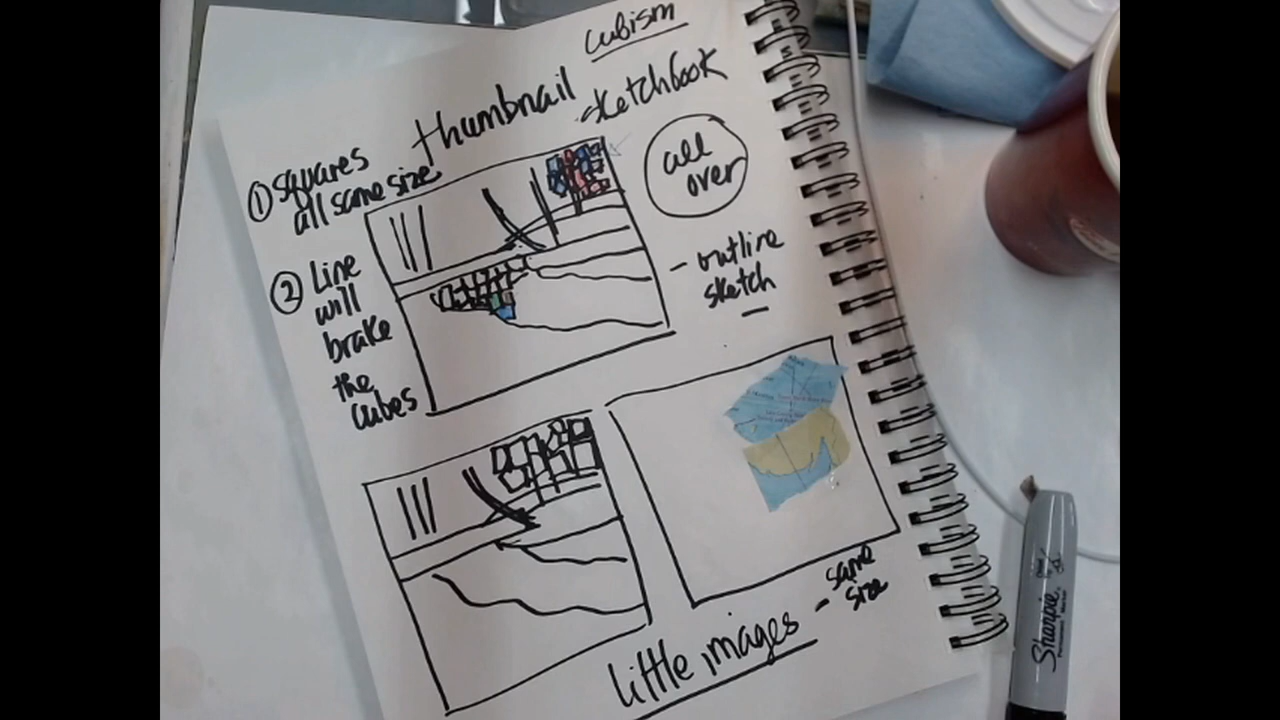 cubism
thumbnail
sketchbook
① squares
all same size
all
over
② Line
will
brake
the
cubes
- outline
sketch
- same
size
little images
Sharpie